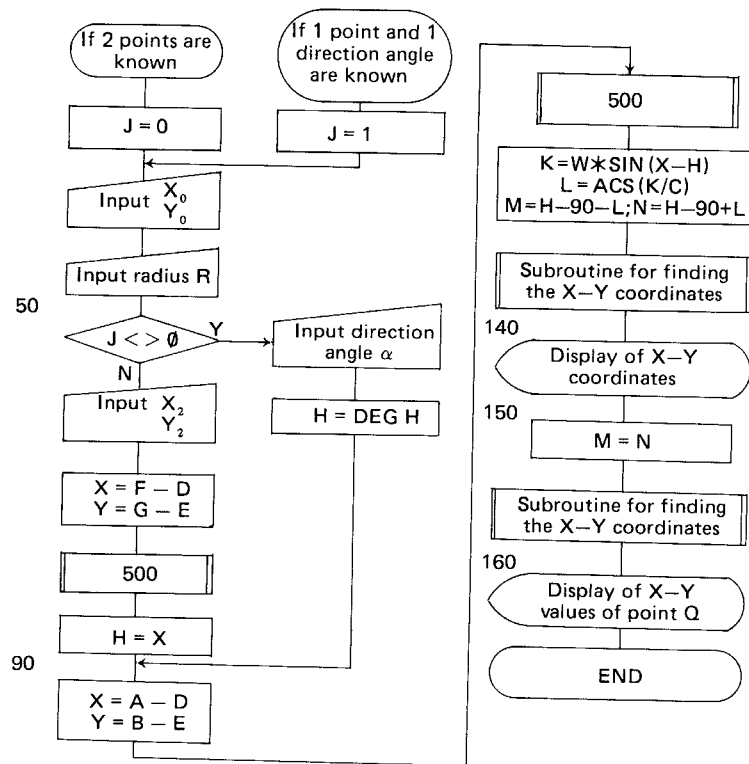 If 2 points are
known
J = 0
If 1 point and 1
direction angle
are known
J = 1
Input X₀
Y₀
Input radius R
50
J < > Ø
Y
N
Input direction
angle α
H = DEG H
Input X₂
Y₂
X = F – D
Y = G – E
500
H = X
90
X = A – D
Y = B – E
500
K=W*SIN (X–H)
L = ACS (K/C)
M=H–90–L;N=H–90+L
Subroutine for finding
the X–Y coordinates
140
Display of X–Y
coordinates
150
M = N
Subroutine for finding
the X–Y coordinates
160
Display of X–Y
values of point Q
END